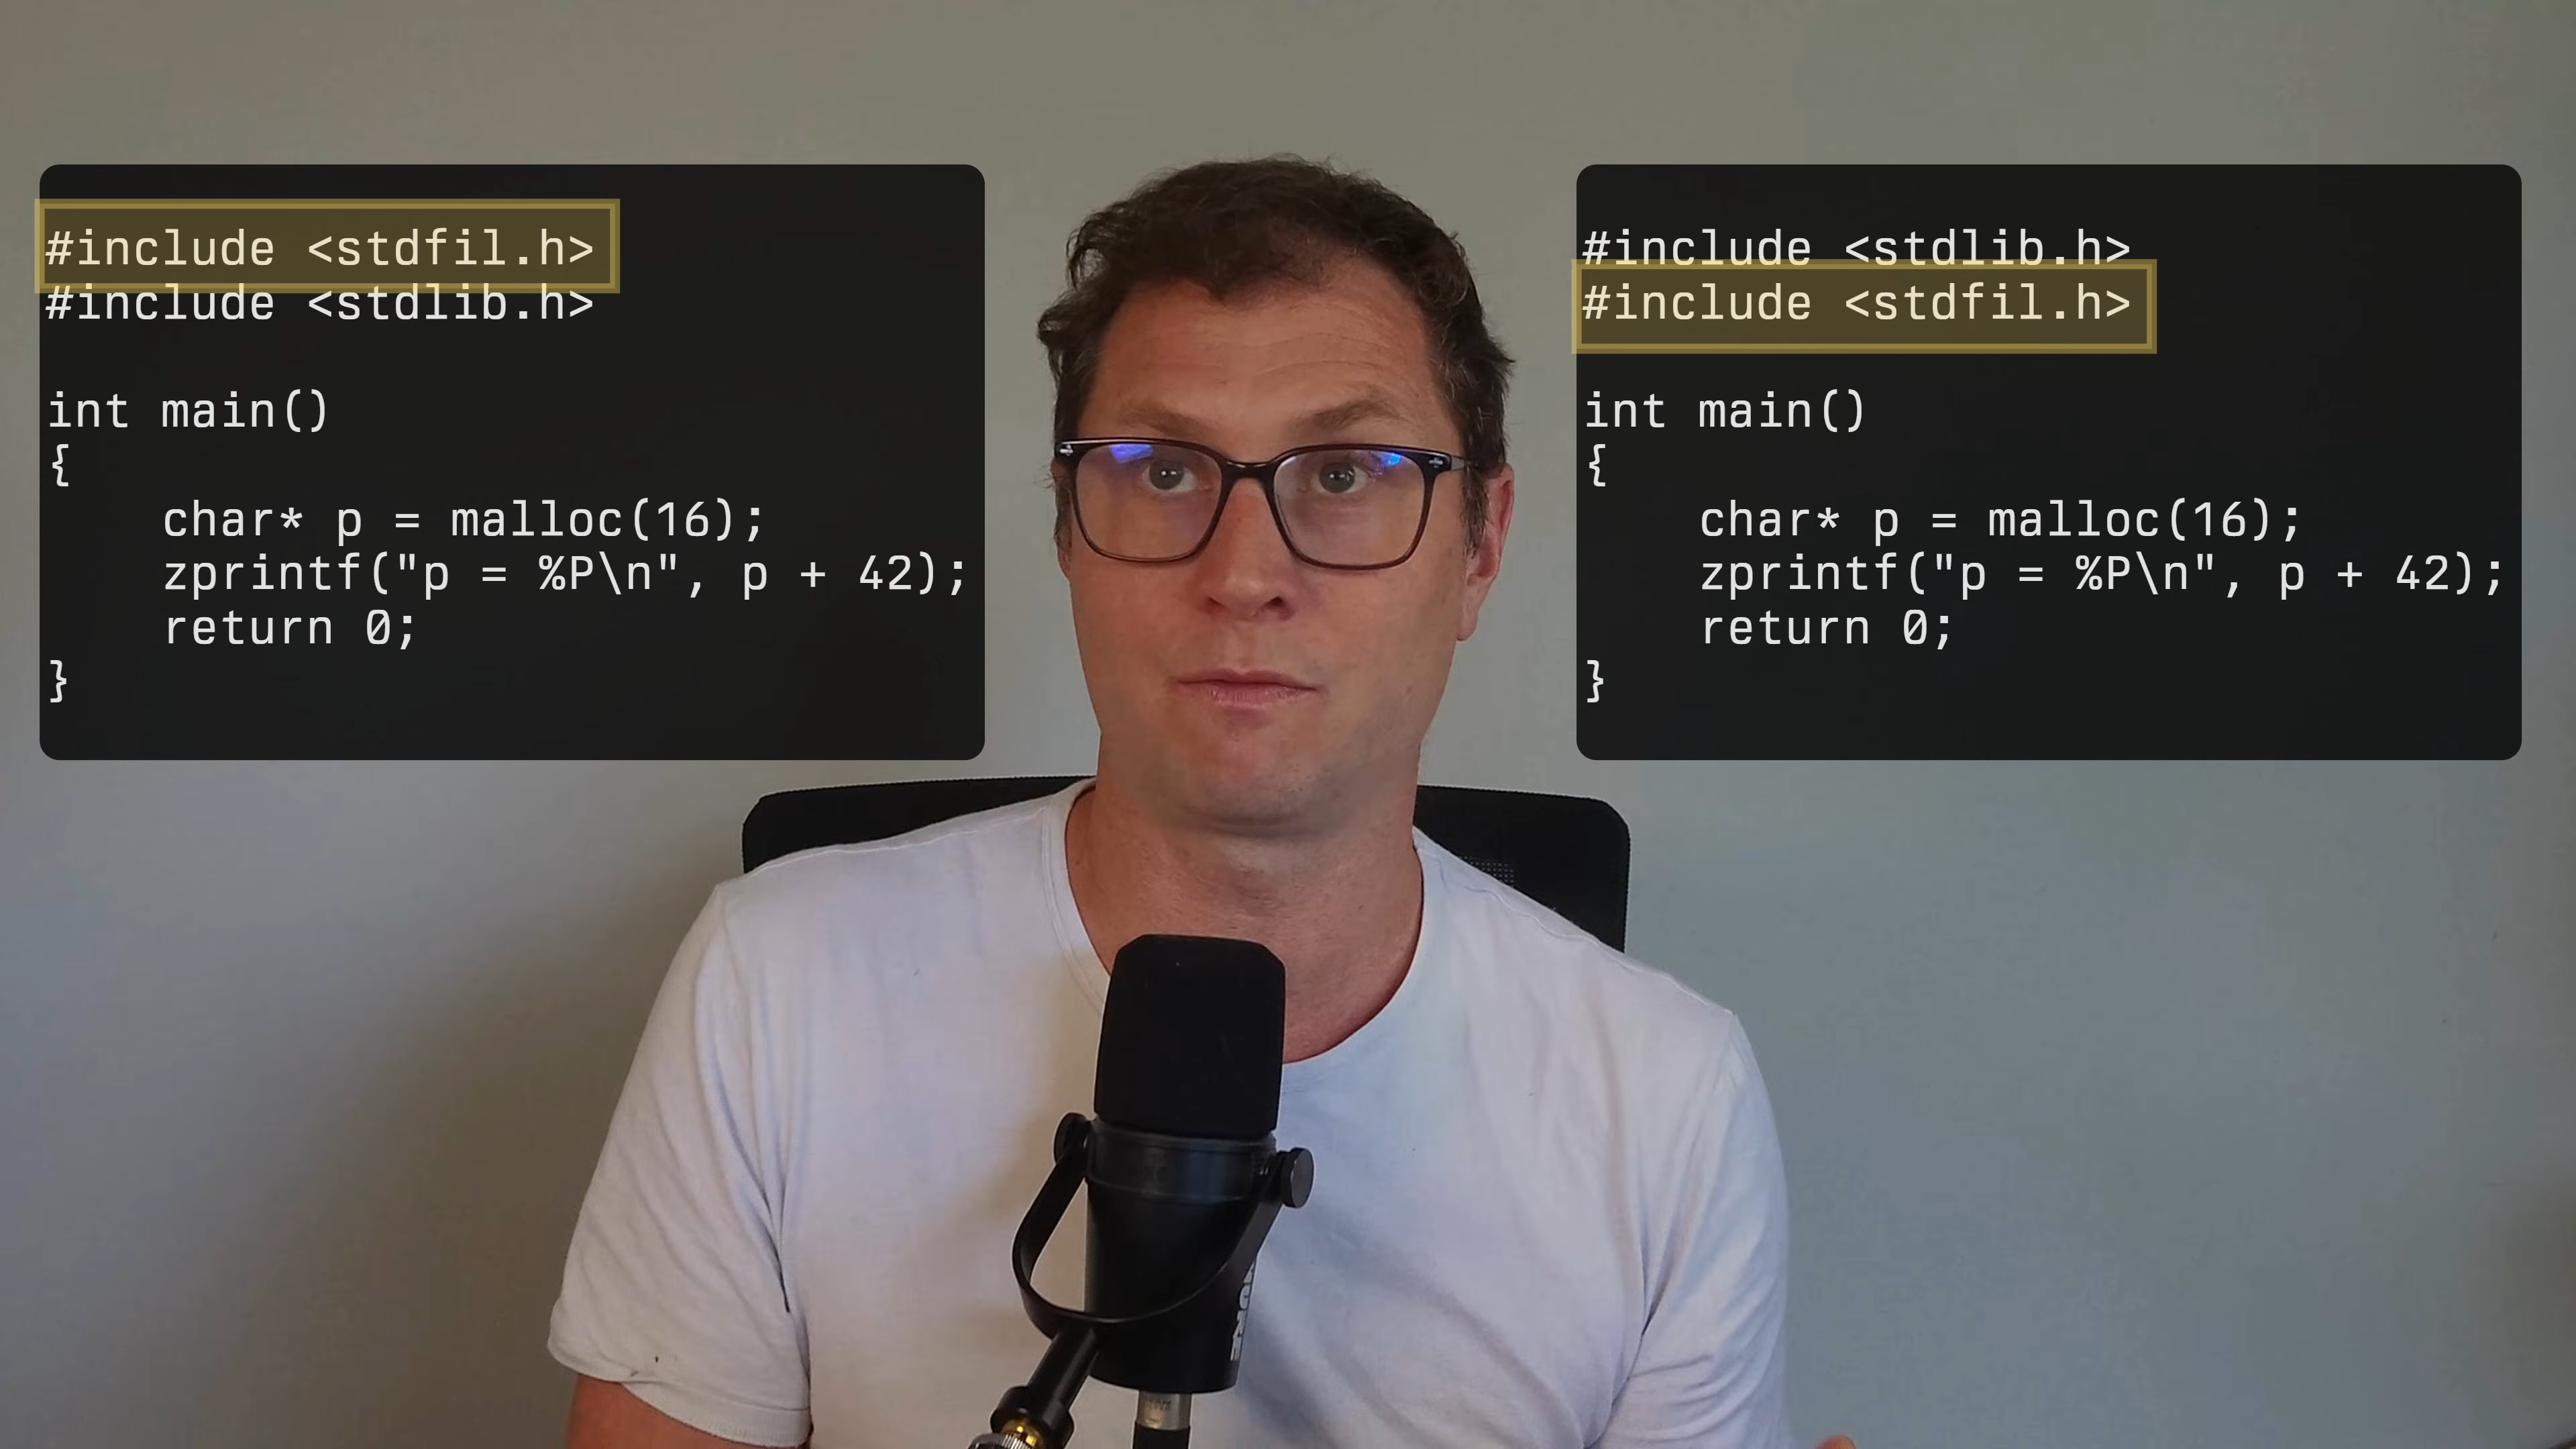 #include <stdfil.h>
#include <stdlib.h>
int main()
{
char* p = malloc(16);
zprintf("p = %P\n", p + 42);
return 0;
}
#include <stdlib.h>
#include <stdfil.h>
int main()
{
char* p = malloc(16);
zprintf("p = %P\n", p + 42);
return 0;
}